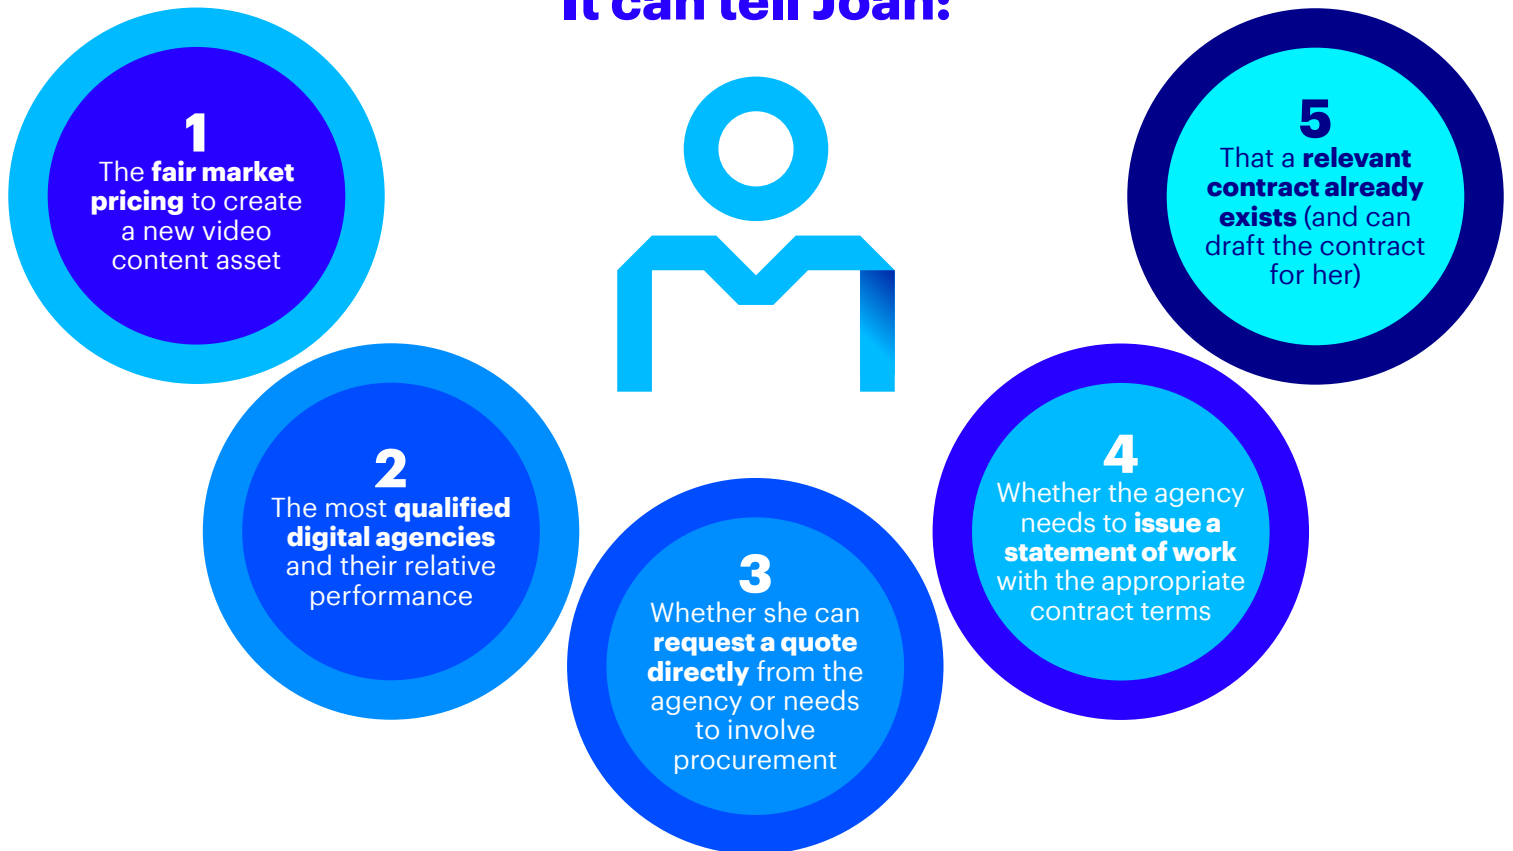 It can tell Joan:
1
The fair market
pricing to create
a new video
content asset
2
The most qualified
digital agencies
and their relative
performance
3
Whether she can
request a quote
directly from the
agency or needs
to involve
procurement
4
Whether the agency
needs to issue a
statement of work
with the appropriate
contract terms
5
That a relevant
contract already
exists (and can
draft the contract
for her)